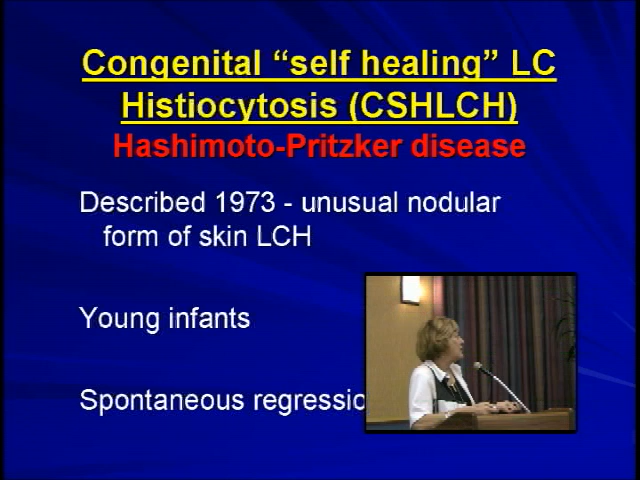 Congenital “self healing” LC
Histiocytosis (CSHLCH)
Hashimoto-Pritzker disease
Described 1973 - unusual nodular
form of skin LCH
Young infants
Spontaneous